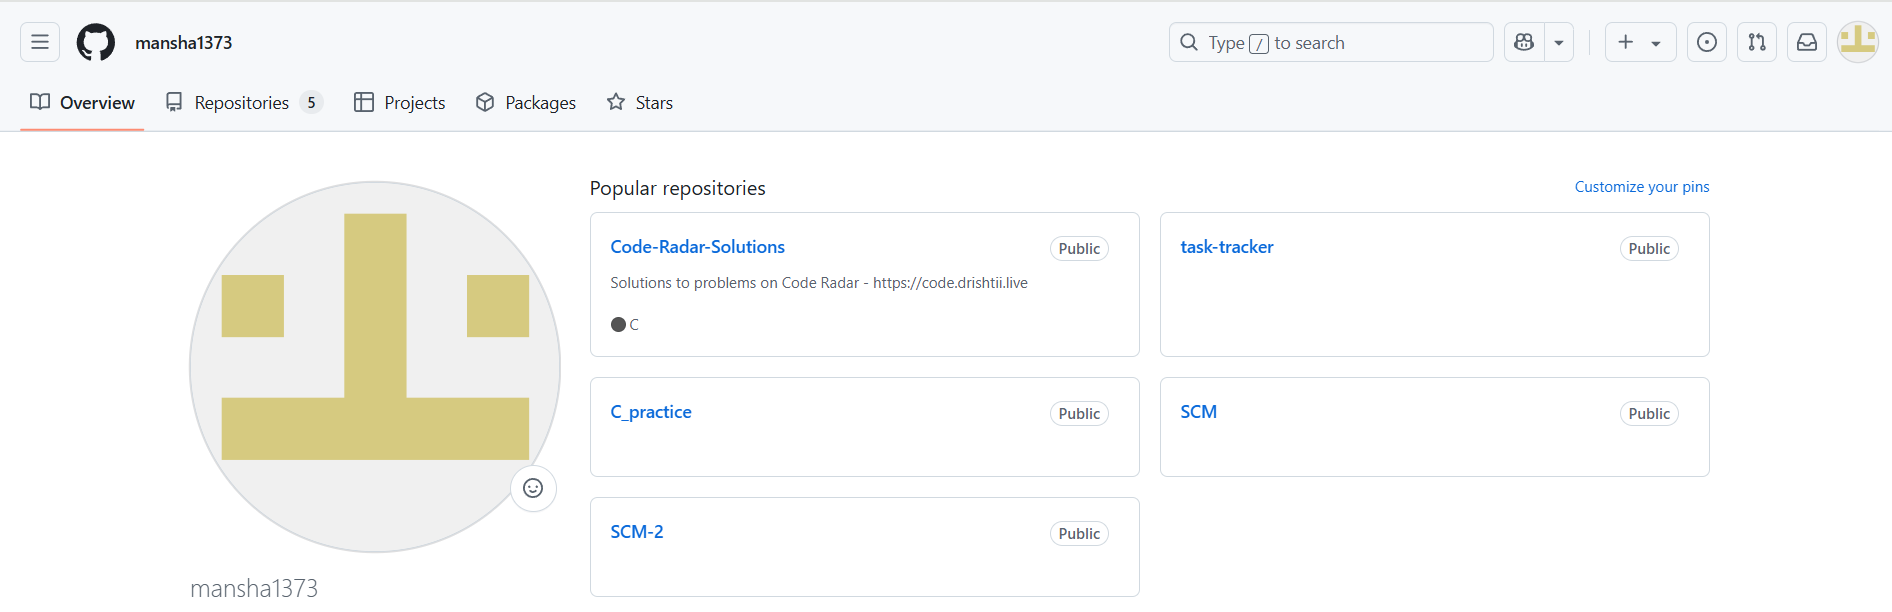 mansha1373
Type / to search
Overview
Repositories 5
Projects
Packages
Stars
Popular repositories
Customize your pins
Code-Radar-Solutions
Public
Solutions to problems on Code Radar - https://code.drishtii.live
C
task-tracker
Public
C_practice
Public
SCM
Public
SCM-2
Public
mansha1373